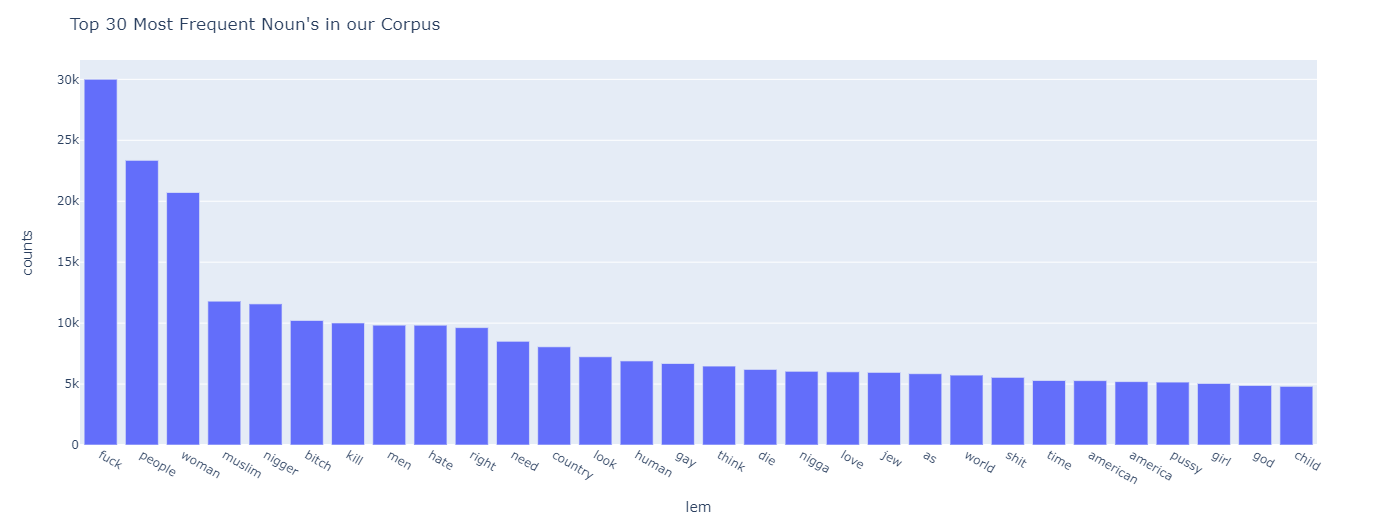 Top 30 Most Frequent Noun's in our Corpus
30k
25k
20k
15k
10k
5k
0
counts
fuck people woman muslim nigger bitch kill men hate right need country look human gay think die nigga love jew as world shit time american america pussy girl god child
lem